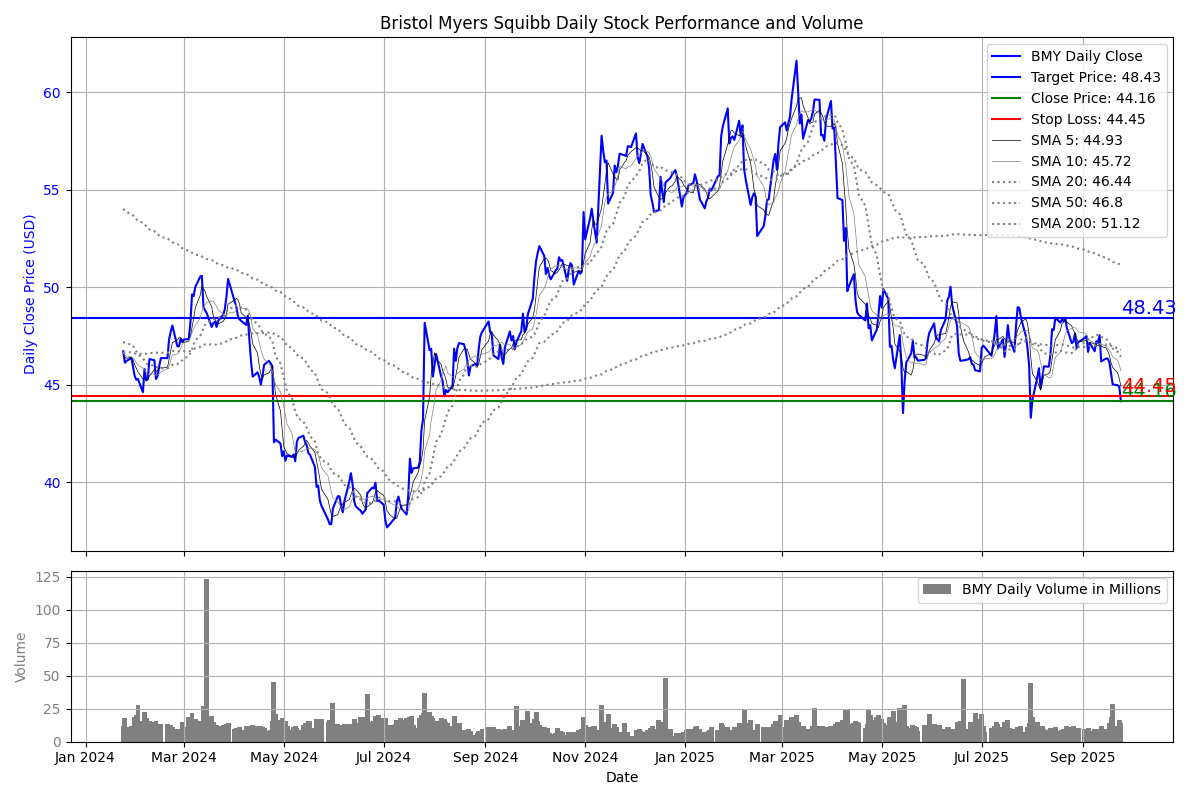 Bristol Myers Squibb Daily Stock Performance and Volume
Daily Close Price (USD)
60
55
50
45
40
BMY Daily Close
Target Price: 48.43
Close Price: 44.16
Stop Loss: 44.45
SMA 5: 44.93
SMA 10: 45.72
SMA 20: 46.44
SMA 50: 46.8
SMA 200: 51.12
48.43
44.45
44.16
Volume
125
100
75
50
25
0
BMY Daily Volume in Millions
Jan 2024 Mar 2024 May 2024 Jul 2024 Sep 2024 Nov 2024 Jan 2025 Mar 2025 May 2025 Jul 2025 Sep 2025
Date